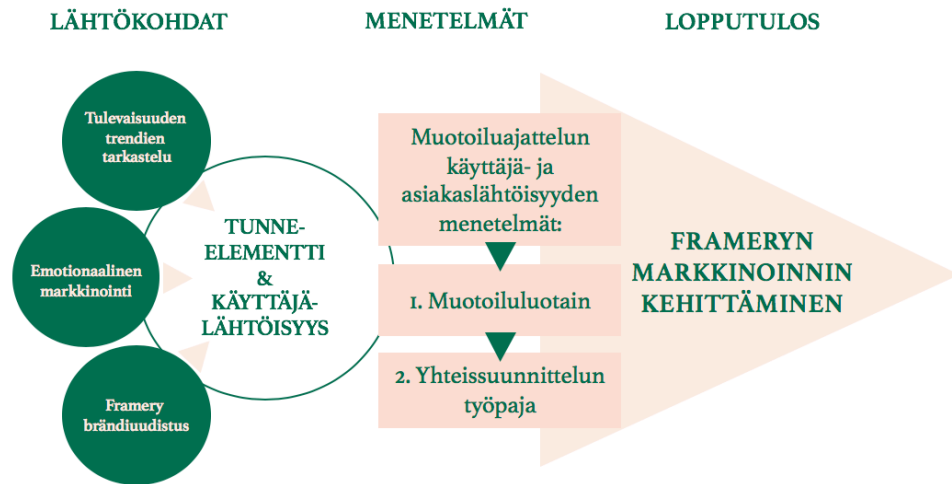 LÄHTÖKOHDAT
MENETELMÄT
LOPPUTULOS
Tulevaisuuden
trendien
tarkastelu
Emotionaalinen
markkinointi
Framery
brändiuudistus
TUNNE-
ELEMENTTI
&
KÄYTTÄJÄ-
LÄHTÖISYYS
Muotoiluajattelun
käyttäjä- ja
asiakaslähtöisyyden
menetelmät:
1. Muotoiluluotain
2. Yhteissuunnittelun
työpaja
FRAMERYN
MARKKINOINNIN
KEHITTÄMINEN